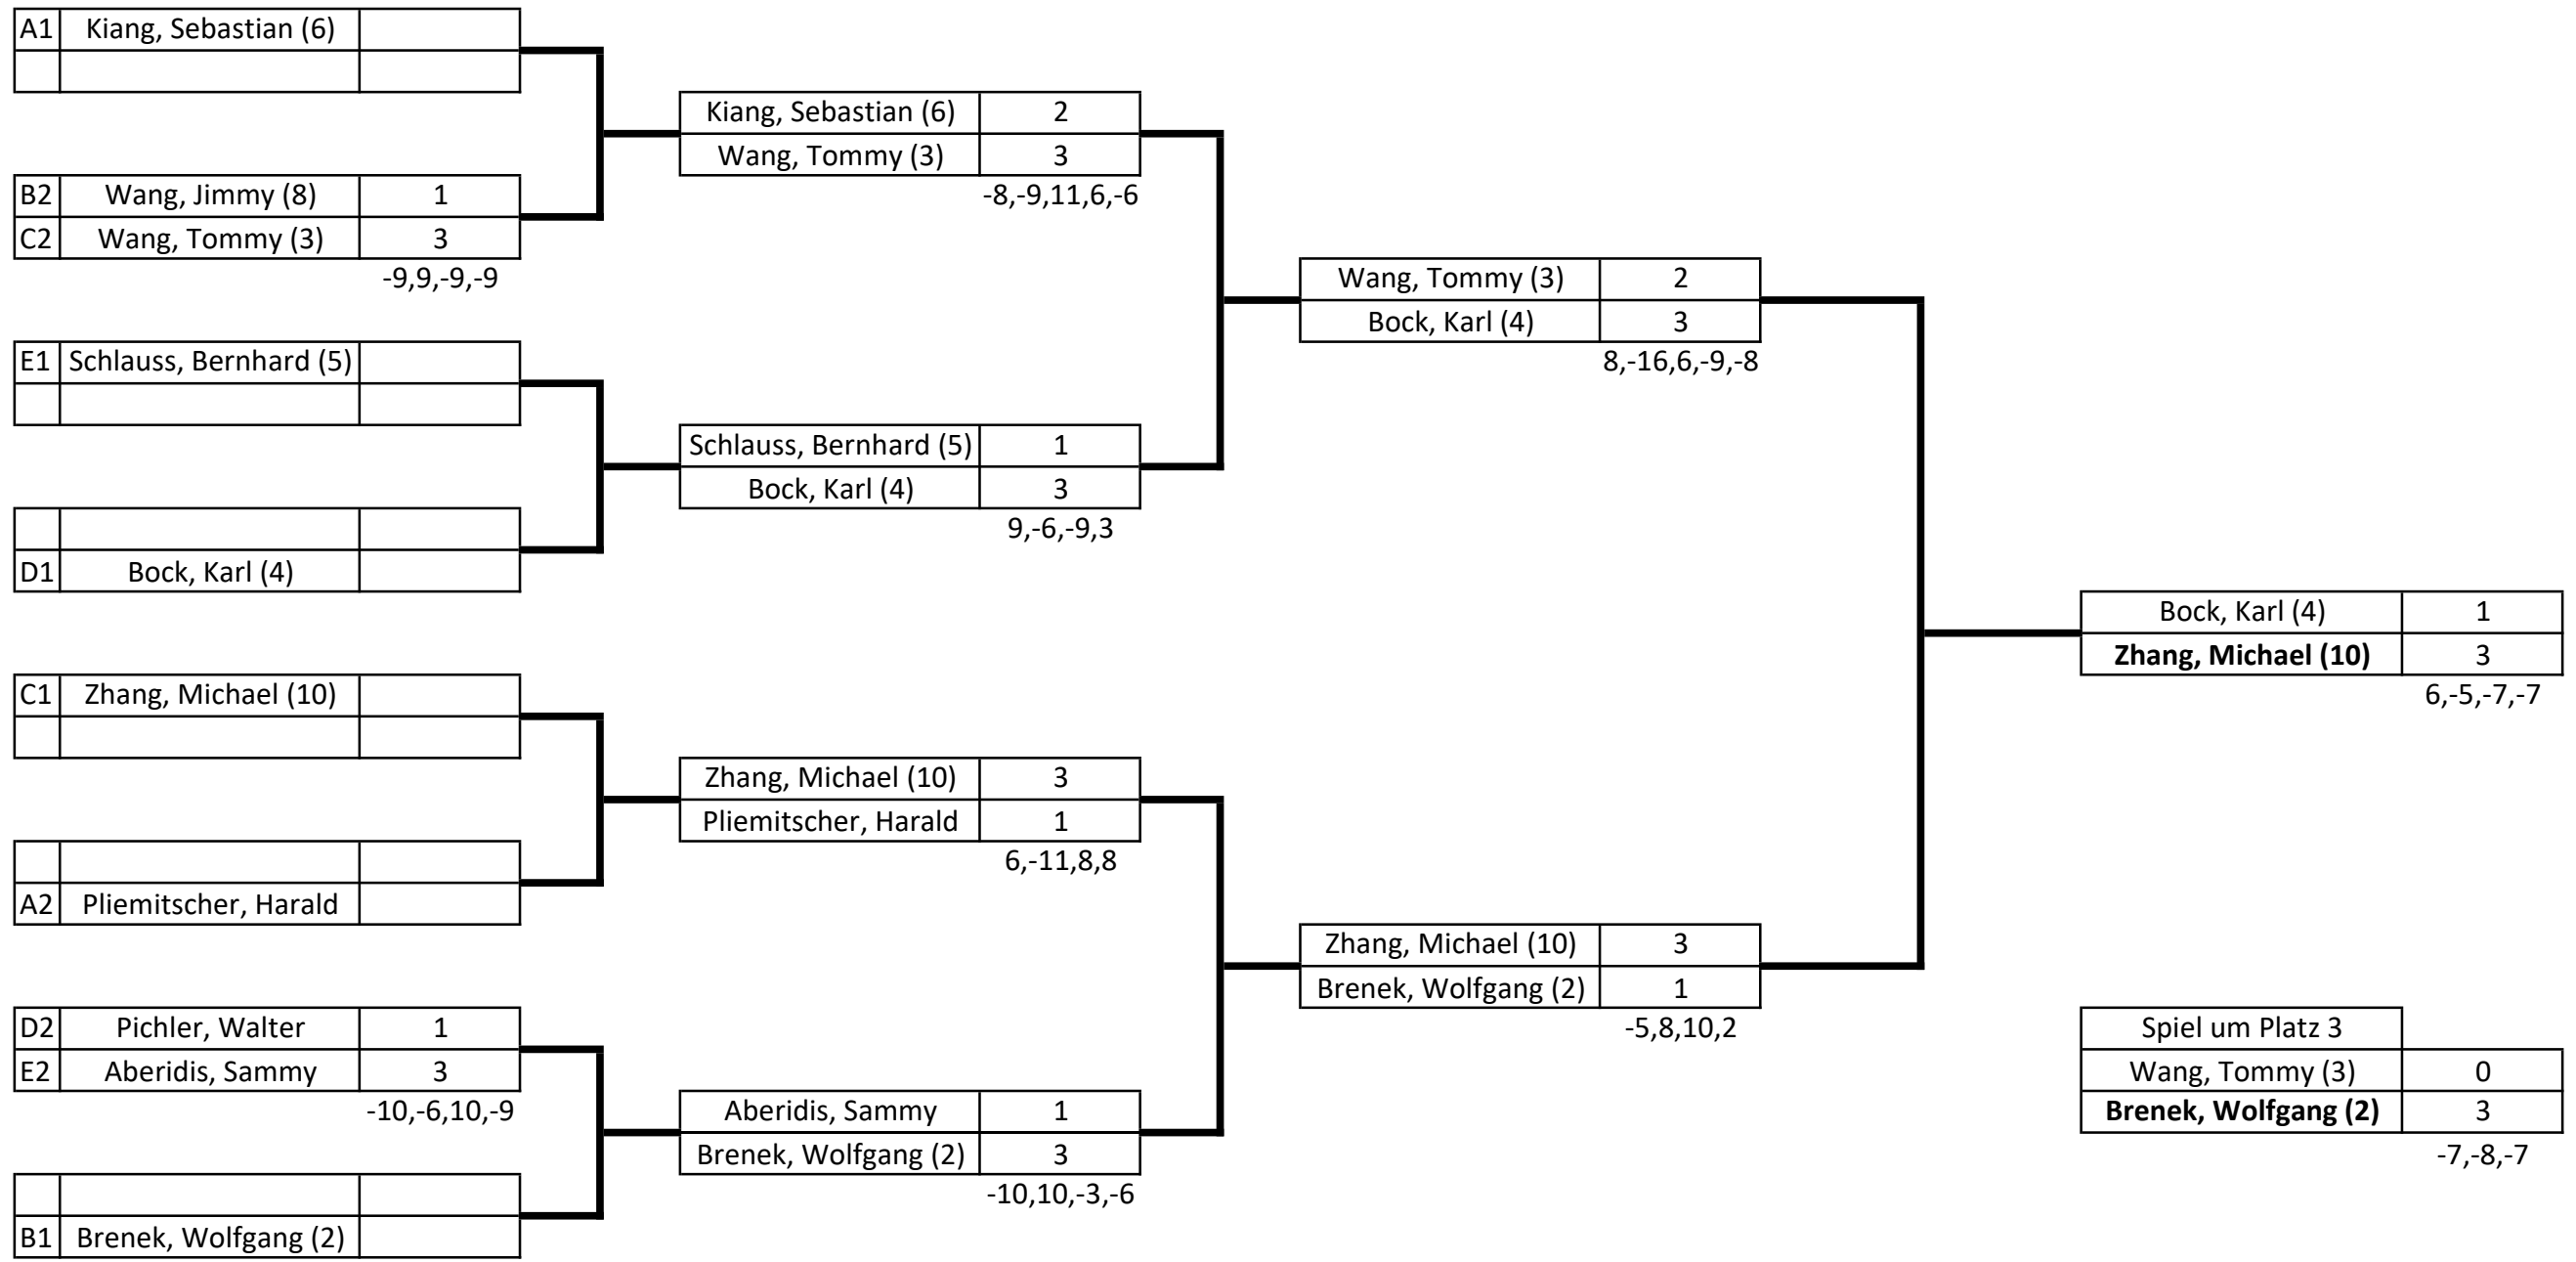 A1 Kiang, Sebastian (6)
B2 Wang, Jimmy (8) 1
C2 Wang, Tommy (3) 3
-9,9,-9,-9
E1 Schlauss, Bernhard (5)
D1 Bock, Karl (4)
C1 Zhang, Michael (10)
A2 Pliemitscher, Harald
D2 Pichler, Walter 1
E2 Aberidis, Sammy 3
-10,-6,10,-9
B1 Brenek, Wolfgang (2)
Kiang, Sebastian (6) 2
Wang, Tommy (3) 3
-8,-9,11,6,-6
Schlauss, Bernhard (5) 1
Bock, Karl (4) 3
9,-6,-9,3
Zhang, Michael (10) 3
Pliemitscher, Harald 1
6,-11,8,8
Aberidis, Sammy 1
Brenek, Wolfgang (2) 3
-10,10,-3,-6
Wang, Tommy (3) 2
Bock, Karl (4) 3
8,-16,6,-9,-8
Zhang, Michael (10) 3
Brenek, Wolfgang (2) 1
-5,8,10,2
Bock, Karl (4) 1
Zhang, Michael (10) 3
6,-5,-7,-7
Spiel um Platz 3
Wang, Tommy (3) 0
Brenek, Wolfgang (2) 3
-7,-8,-7